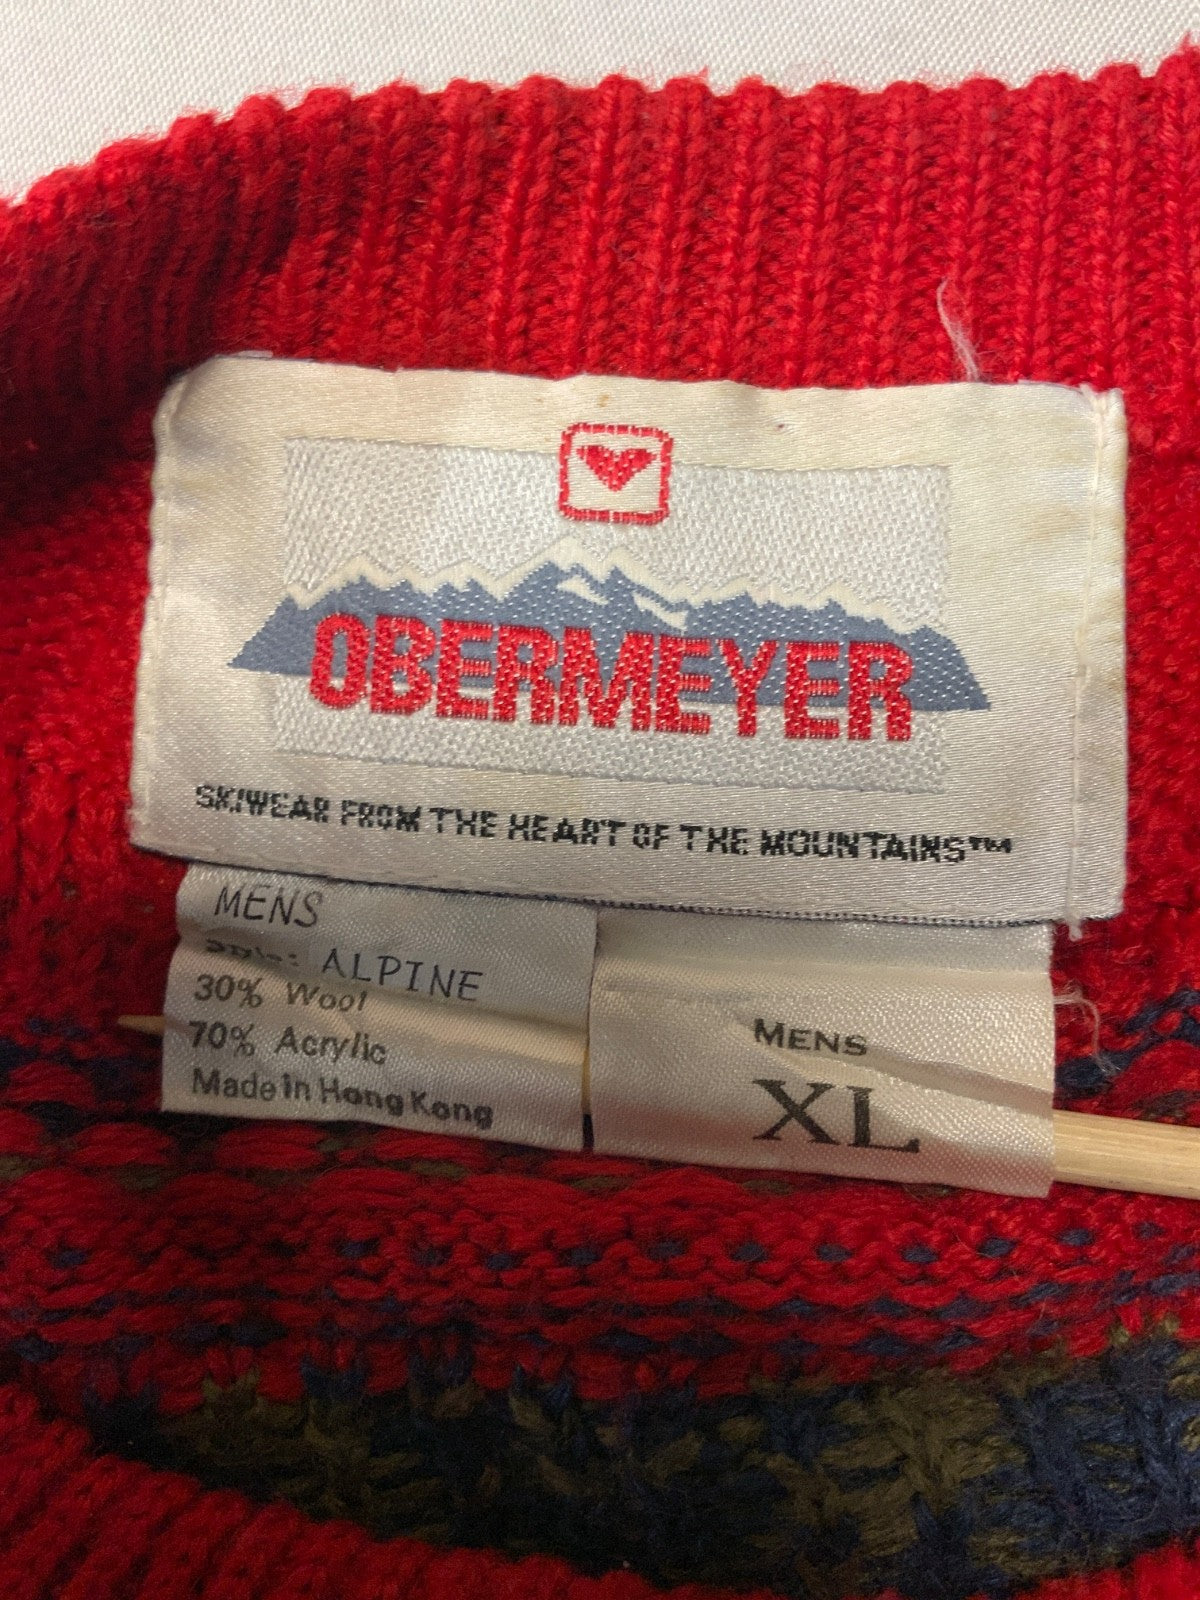 OBERMEYER
SKIWEAR FROM THE HEART OF THE MOUNTAINS™
MENS
Style: ALPINE
30% Wool
70% Acrylic
Made in Hong Kong
MENS
XL